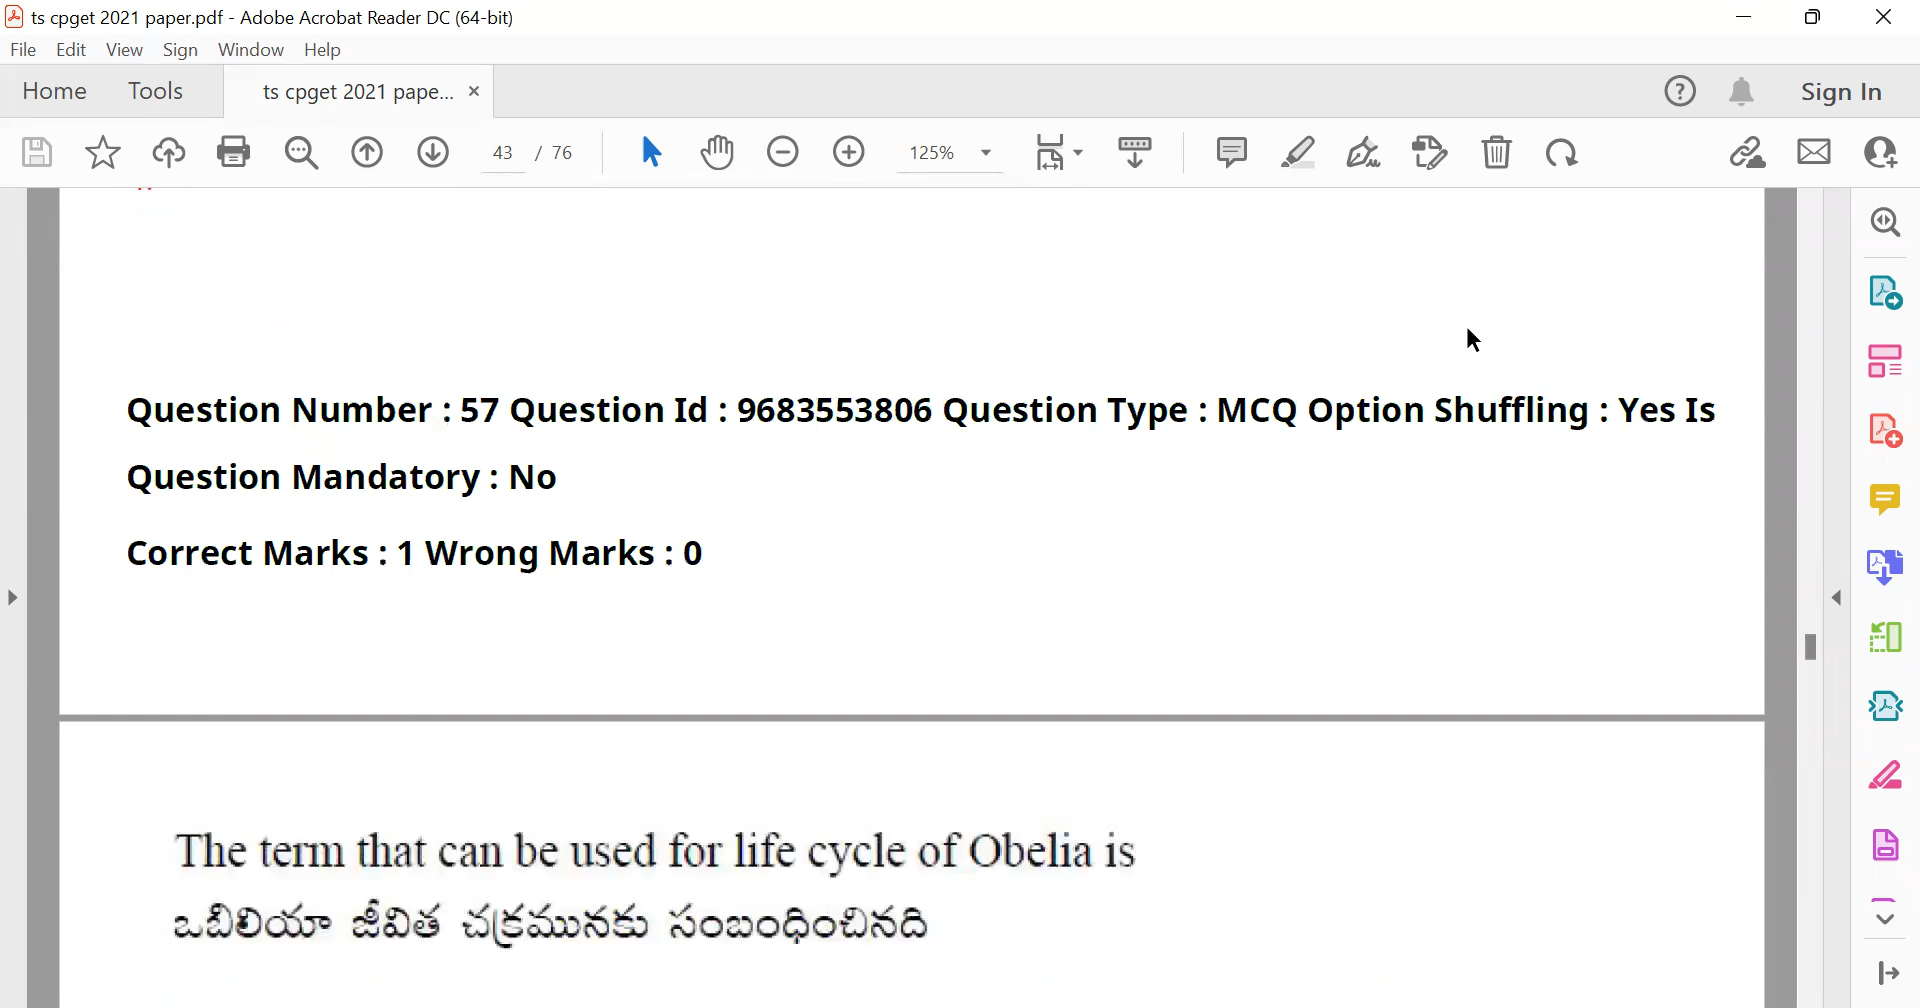 ts cpget 2021 paper.pdf - Adobe Acrobat Reader DC (64-bit)
File Edit View Sign Window Help
Home Tools ts cpget 2021 pape... × Sign In
43 / 76 125%
Question Number : 57 Question Id : 9683553806 Question Type : MCQ Option Shuffling : Yes Is
Question Mandatory : No
Correct Marks : 1 Wrong Marks : 0
The term that can be used for life cycle of Obelia is
ఒబిలియా జీవిత చక్రమునకు సంబంధించినది